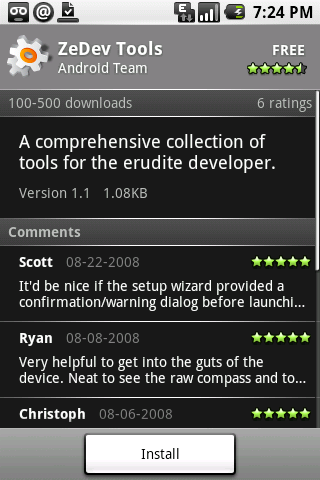 7:24 PM
ZeDev Tools
FREE
Android Team
100-500 downloads
6 ratings
A comprehensive collection of
tools for the erudite developer.
Version 1.1 1.08KB
Comments
Scott 08-22-2008
It'd be nice if the setup wizard provided a
confirmation/warning dialog before launchi...
Ryan 08-08-2008
Very helpful to get into the guts of the
device. Neat to see the raw compass and to...
Christoph 08-06-2008
Install